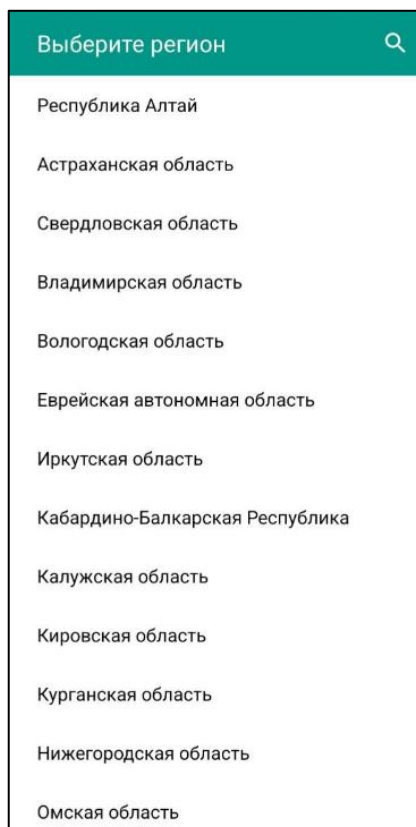 Выберите регион
Республика Алтай
Астраханская область
Свердловская область
Владимирская область
Вологодская область
Еврейская автономная область
Иркутская область
Кабардино-Балкарская Республика
Калужская область
Кировская область
Курганская область
Нижегородская область
Омская область